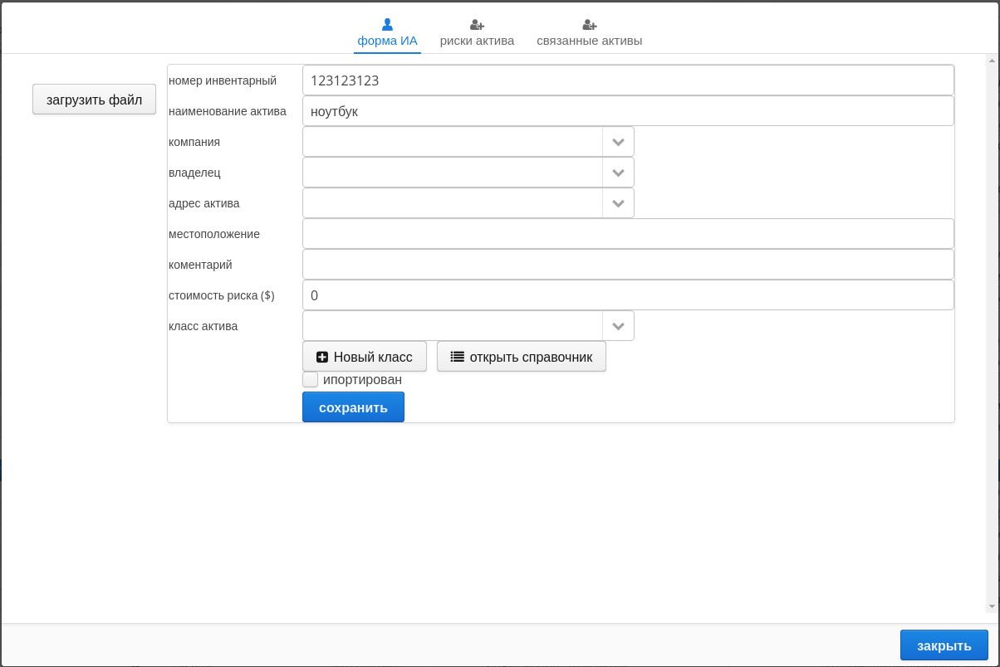 форма ИА
риски актива
связанные активы
загрузить файл
номер инвентарный 123123123
наименование актива ноутбук
компания
владелец
адрес актива
местоположение
коментарий
стоимость риска ($) 0
класс актива
Новый класс открыть справочник
ипортирован
сохранить
закрыть